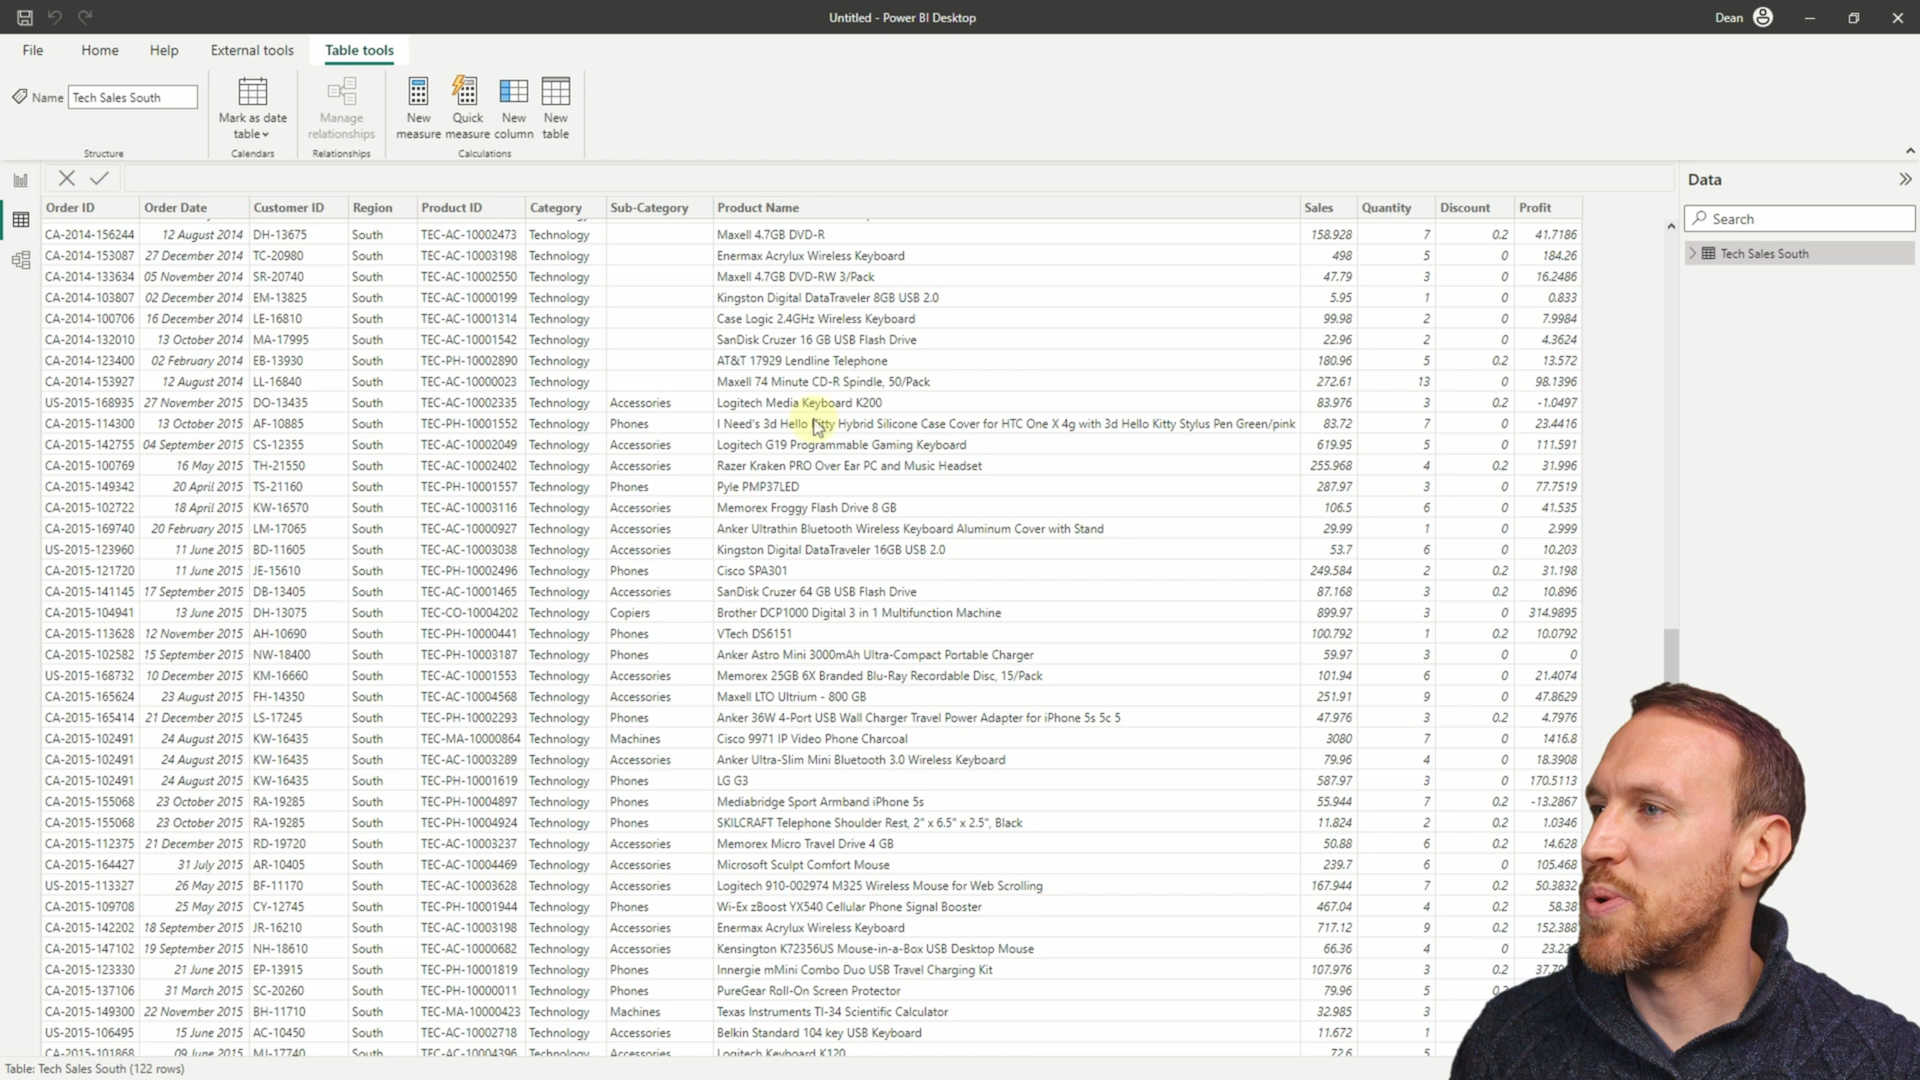 Untitled - Power BI Desktop
Dean
File Home Help External tools Table tools
Name Tech Sales South
Mark as date table
Manage relationships
New measure
Quick measure
New column
New table
Structure Calendars Relationships Calculations
Data
Search
Tech Sales South
Order ID Order Date Customer ID Region Product ID Category Sub-Category Product Name Sales Quantity Discount Profit
CA-2014-156244 12 August 2014 DH-13675 South TEC-AC-10002473 Technology Maxell 4.7GB DVD-R 158.928 7 0.2 41.7186
CA-2014-153087 27 December 2014 TC-20980 South TEC-AC-10003198 Technology Enermax Acrylux Wireless Keyboard 498 5 0 184.26
CA-2014-133634 05 November 2014 SR-20740 South TEC-AC-10002550 Technology Maxell 4.7GB DVD-RW 3/Pack 47.79 3 0 16.2486
CA-2014-103807 02 December 2014 EM-13825 South TEC-AC-10000199 Technology Kingston Digital DataTraveler 8GB USB 2.0 5.95 1 0 0.833
CA-2014-100706 16 December 2014 LE-16810 South TEC-AC-10001314 Technology Case Logic 2.4GHz Wireless Keyboard 99.98 2 0 7.9984
CA-2014-132010 13 October 2014 MA-17995 South TEC-AC-10001542 Technology SanDisk Cruzer 16 GB USB Flash Drive 22.96 2 0 4.3624
CA-2014-123400 02 February 2014 EB-13930 South TEC-PH-10002890 Technology AT&T 17929 Lendline Telephone 180.96 5 0.2 13.572
CA-2014-153927 12 August 2014 LL-16840 South TEC-AC-10000023 Technology Maxell 74 Minute CD-R Spindle, 50/Pack 272.61 13 0 98.1396
US-2015-168935 27 November 2015 DO-13435 South TEC-AC-10002335 Technology Accessories Logitech Media Keyboard K200 83.976 3 0.2 -1.0497
CA-2015-114300 13 October 2015 AF-10885 South TEC-PH-10001552 Technology Phones I Need's 3d Hello Kitty Hybrid Silicone Case Cover for HTC One X 4g with 3d Hello Kitty Stylus Pen Green/pink 83.72 7 0 23.4416
CA-2015-142755 04 September 2015 CS-12355 South TEC-AC-10002049 Technology Accessories Logitech G19 Programmable Gaming Keyboard 619.95 5 0 111.591
CA-2015-100769 16 May 2015 TH-21550 South TEC-AC-10002402 Technology Accessories Razer Kraken PRO Over Ear PC and Music Headset 255.968 4 0.2 31.996
CA-2015-149342 20 April 2015 TS-21160 South TEC-PH-10001557 Technology Phones Pyle PMP37LED 287.97 3 0 77.7519
CA-2015-102722 18 April 2015 KW-16570 South TEC-AC-10003116 Technology Accessories Memorex Froggy Flash Drive 8 GB 106.5 6 0 41.535
CA-2015-169740 20 February 2015 LM-17065 South TEC-AC-10000927 Technology Accessories Anker Ultrathin Bluetooth Wireless Keyboard Aluminum Cover with Stand 29.99 1 0 2.999
US-2015-123960 11 June 2015 BD-11605 South TEC-AC-10003038 Technology Accessories Kingston Digital DataTraveler 16GB USB 2.0 53.7 6 0 10.203
CA-2015-121720 11 June 2015 JE-15610 South TEC-PH-10002496 Technology Phones Cisco SPA301 249.584 2 0.2 31.198
CA-2015-141145 17 September 2015 DB-13405 South TEC-AC-10001465 Technology Accessories SanDisk Cruzer 64 GB USB Flash Drive 87.168 3 0.2 10.896
CA-2015-104941 13 June 2015 DH-13075 South TEC-CO-10004202 Technology Copiers Brother DCP1000 Digital 3 in 1 Multifunction Machine 899.97 3 0 314.9895
CA-2015-113628 12 November 2015 AH-10690 South TEC-PH-10000441 Technology Phones VTech DS6151 100.792 1 0.2 10.0792
CA-2015-102582 15 September 2015 NW-18400 South TEC-PH-10003187 Technology Phones Anker Astro Mini 3000mAh Ultra-Compact Portable Charger 59.97 3 0 0
US-2015-168732 10 December 2015 KM-16660 South TEC-AC-10001553 Technology Accessories Memorex 25GB 6X Branded Blu-Ray Recordable Disc, 15/Pack 101.94 6 0 21.4074
CA-2015-165624 23 August 2015 FH-14350 South TEC-AC-10004568 Technology Accessories Maxell LTO Ultrium - 800 GB 251.91 9 0 47.8629
CA-2015-165414 21 December 2015 LS-17245 South TEC-PH-10002293 Technology Phones Anker 36W 4-Port USB Wall Charger Travel Power Adapter for iPhone 5s 5c 5 47.976 3 0.2 4.7976
CA-2015-102491 24 August 2015 KW-16435 South TEC-MA-10000864 Technology Machines Cisco 9971 IP Video Phone Charcoal 3080 7 0 1416.8
CA-2015-102491 24 August 2015 KW-16435 South TEC-AC-10003289 Technology Accessories Anker Ultra-Slim Mini Bluetooth 3.0 Wireless Keyboard 79.96 4 0 18.3908
CA-2015-102491 24 August 2015 KW-16435 South TEC-PH-10001619 Technology Phones LG G3 587.97 3 0 170.5113
CA-2015-155068 23 October 2015 RA-19285 South TEC-PH-10004897 Technology Phones Mediabridge Sport Armband iPhone 5s 55.944 7 0.2 -13.2867
CA-2015-155068 23 October 2015 RA-19285 South TEC-PH-10004924 Technology Phones SKILCRAFT Telephone Shoulder Rest, 2" x 6.5" x 2.5", Black 11.824 2 0.2 1.0346
CA-2015-112375 21 December 2015 RD-19720 South TEC-AC-10003237 Technology Accessories Memorex Micro Travel Drive 4 GB 50.88 6 0.2 14.628
CA-2015-164427 31 July 2015 AR-10405 South TEC-AC-10004469 Technology Accessories Microsoft Sculpt Comfort Mouse 239.7 6 0 105.468
US-2015-113327 26 May 2015 BF-11170 South TEC-AC-10003628 Technology Accessories Logitech 910-002974 M325 Wireless Mouse for Web Scrolling 167.944 7 0.2 50.3832
CA-2015-109708 25 May 2015 CY-12745 South TEC-PH-10001944 Technology Phones Wi-Ex zBoost YX540 Cellular Phone Signal Booster 467.04 4 0.2 58.38
CA-2015-142202 18 September 2015 JR-16210 South TEC-AC-10003198 Technology Accessories Enermax Acrylux Wireless Keyboard 717.12 9 0.2 152.388
CA-2015-147102 19 September 2015 NH-18610 South TEC-AC-10000682 Technology Accessories Kensington K72356US Mouse-in-a-Box USB Desktop Mouse 66.36 4 0
CA-2015-123330 21 June 2015 EP-13915 South TEC-PH-10001819 Technology Phones Innergie mMini Combo Duo USB Travel Charging Kit 107.976 3 0.2
CA-2015-137106 31 March 2015 SC-20260 South TEC-PH-10000011 Technology Phones PureGear Roll-On Screen Protector 79.96 5
CA-2015-149300 22 November 2015 BH-11710 South TEC-MA-10000423 Technology Machines Texas Instruments TI-34 Scientific Calculator 32.985 3
US-2015-106495 15 June 2015 AC-10450 South TEC-AC-10002718 Technology Accessories Belkin Standard 104 key USB Keyboard 11.672 1
CA-2015-101868 09 June 2015 MJ-17740 South TEC-AC-10004396 Technology Accessories Logitech Keyboard K120 72.6 5
Table: Tech Sales South (122 rows)